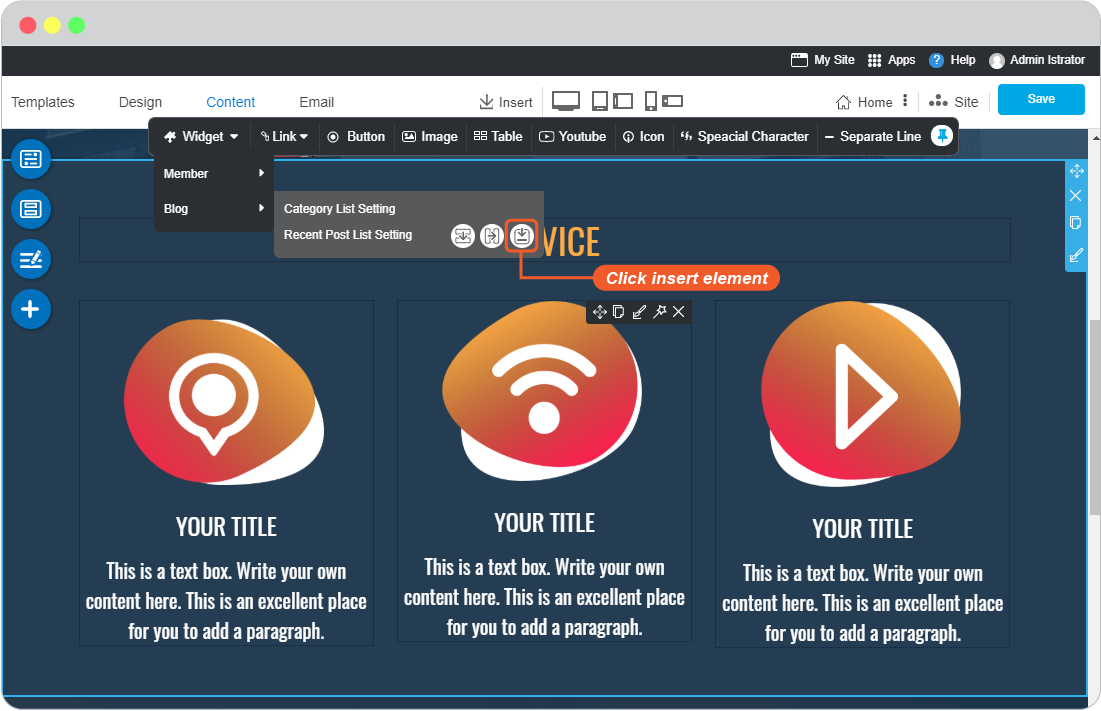 My Site Apps ? Help Admin Istrator
Templates Design Content Email Insert Home Site Save
Widget Link Button Image Table Youtube Icon Speacial Character Separate Line
Member
Blog
Category List Setting
Recent Post List Setting
VICE
Click insert element
YOUR TITLE
This is a text box. Write your own
content here. This is an excellent place
for you to add a paragraph.
YOUR TITLE
This is a text box. Write your own
content here. This is an excellent place
for you to add a paragraph.
YOUR TITLE
This is a text box. Write your own
content here. This is an excellent place
for you to add a paragraph.